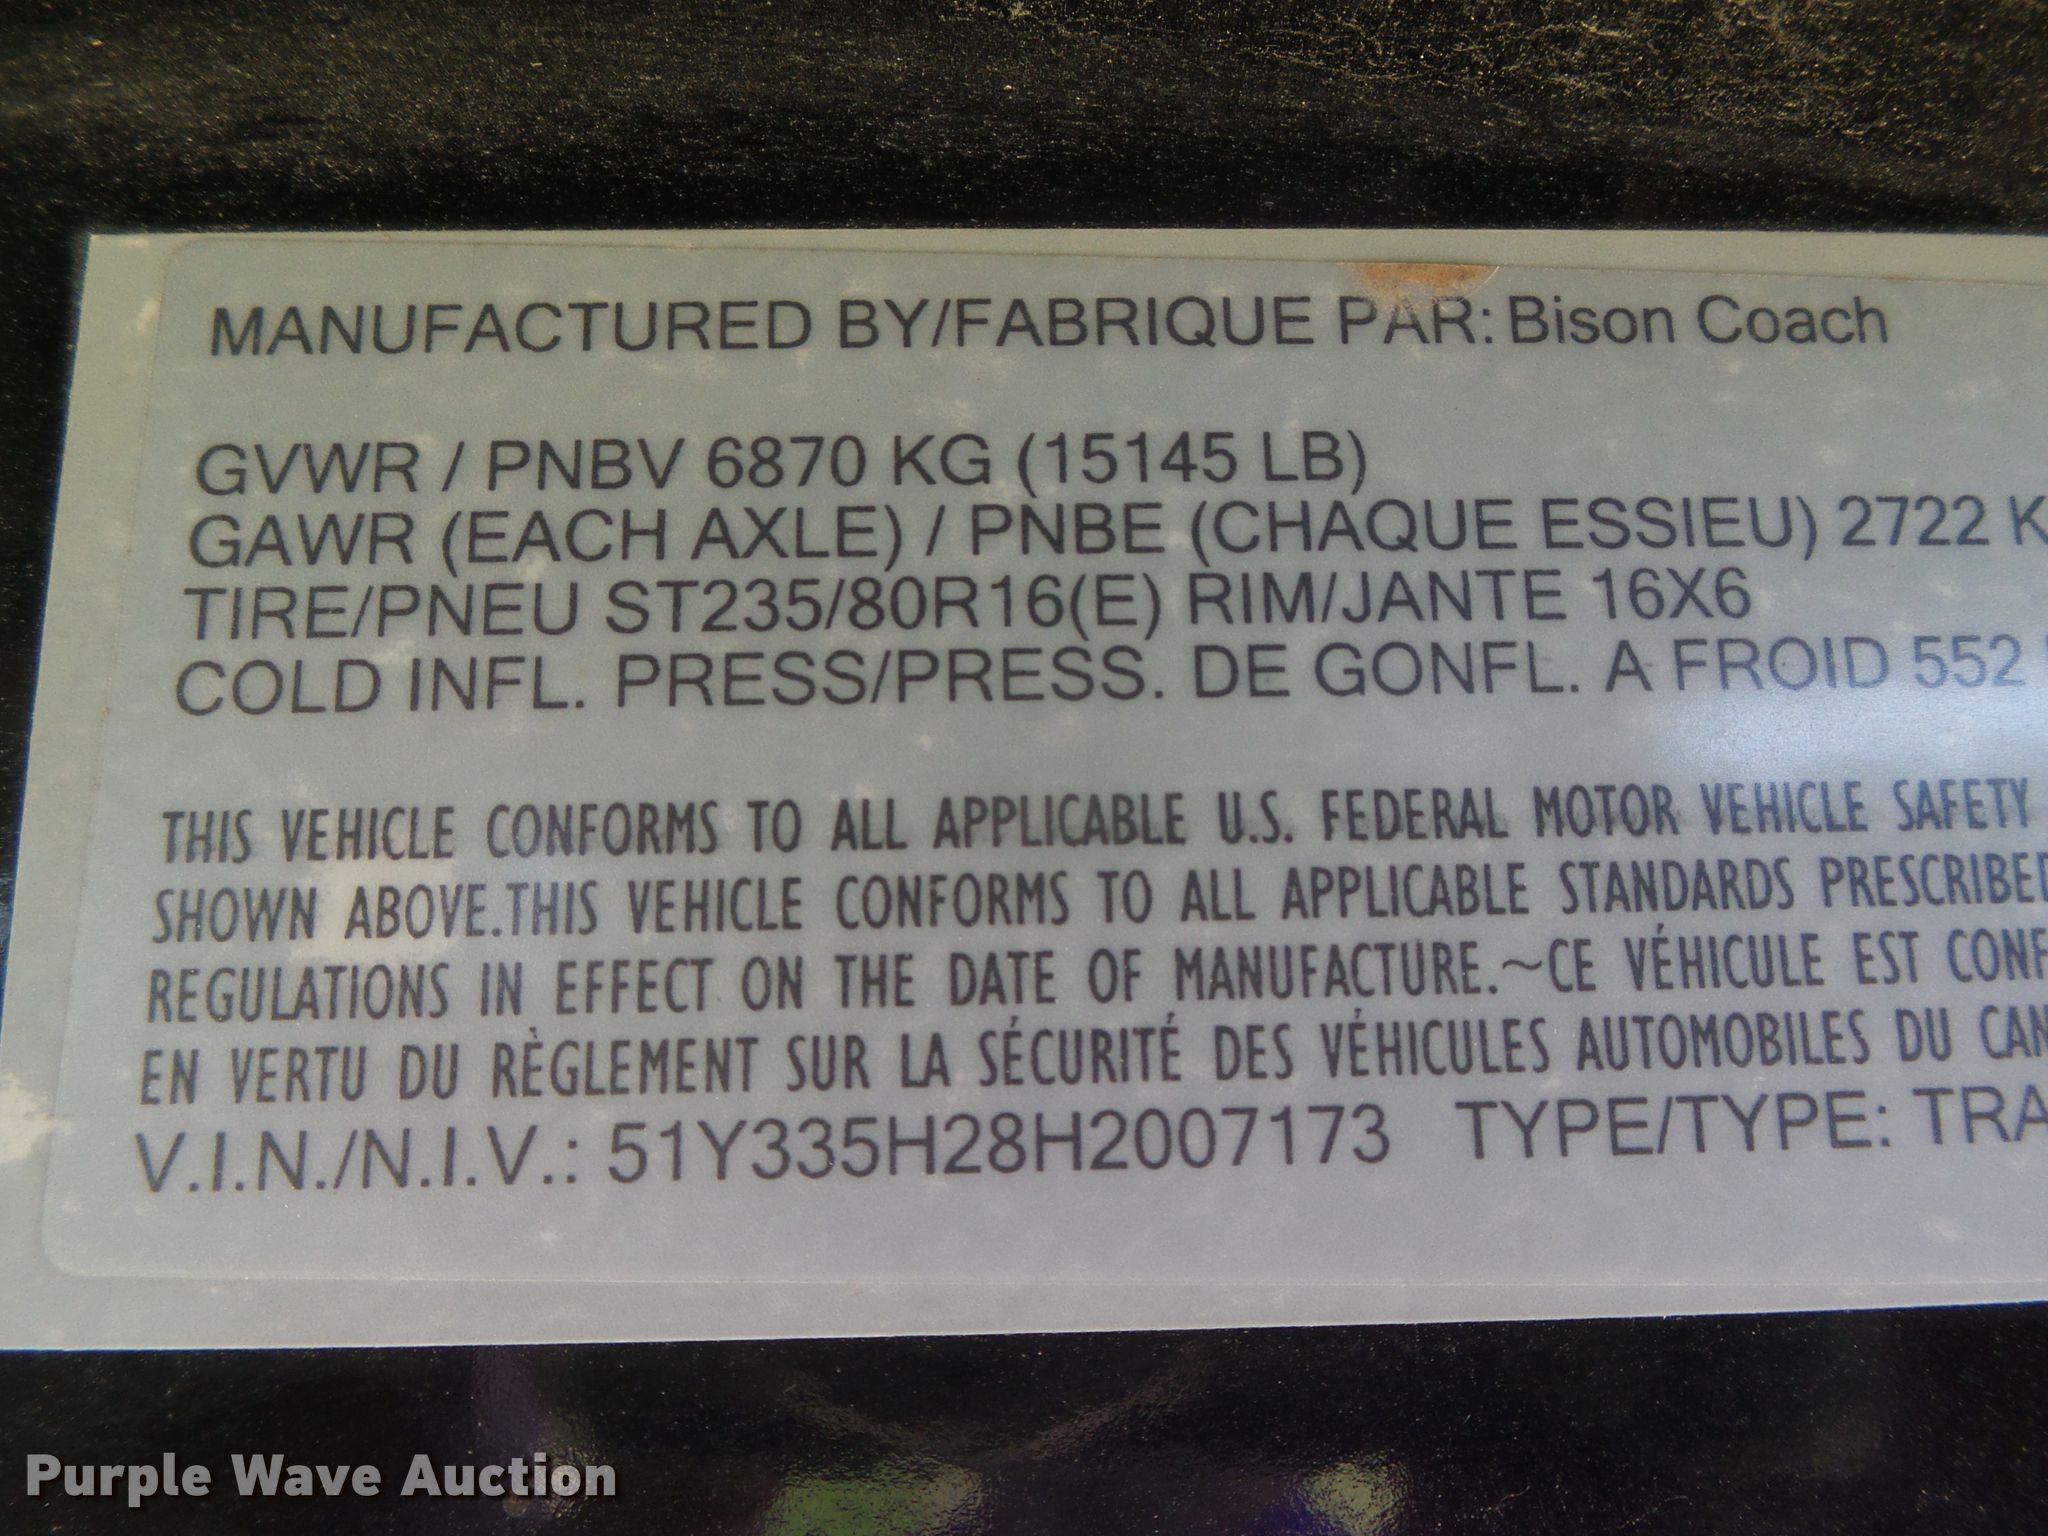 MANUFACTURED BY/FABRIQUE PAR: Bison Coach
GVWR / PNBV 6870 KG (15145 LB)
GAWR (EACH AXLE) / PNBE (CHAQUE ESSIEU) 2722 K
TIRE/PNEU ST235/80R16(E) RIM/JANTE 16X6
COLD INFL. PRESS/PRESS. DE GONFL. A FROID 552
THIS VEHICLE CONFORMS TO ALL APPLICABLE U.S. FEDERAL MOTOR VEHICLE SAFETY
SHOWN ABOVE.THIS VEHICLE CONFORMS TO ALL APPLICABLE STANDARDS PRESCRIBED
REGULATIONS IN EFFECT ON THE DATE OF MANUFACTURE.~CE VÉHICULE EST CONF
EN VERTU DU RÈGLEMENT SUR LA SÉCURITÉ DES VÉHICULES AUTOMOBILES DU CAN
V.I.N./N.I.V.: 51Y335H28H2007173 TYPE/TYPE: TRA
Purple Wave Auction